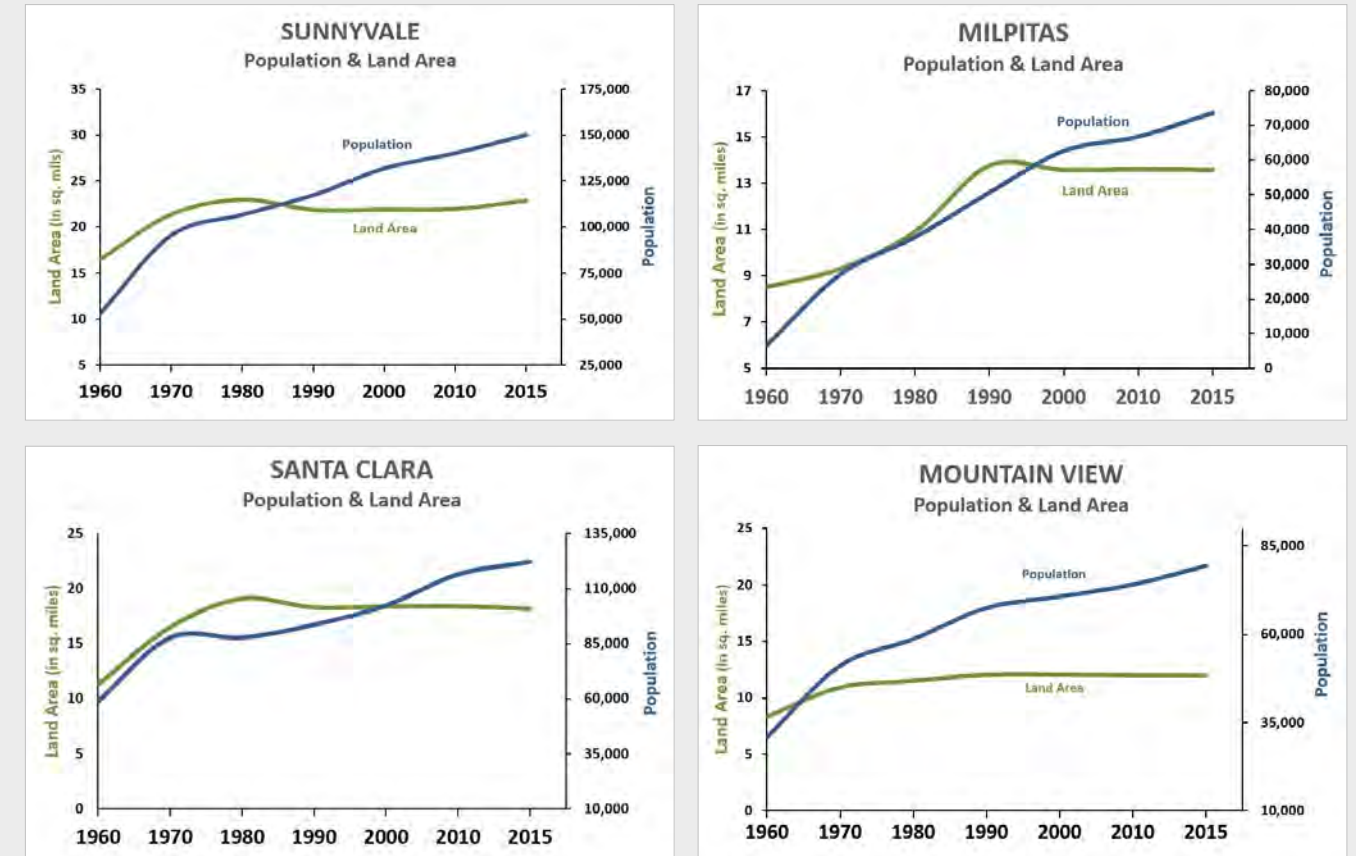 SUNNYVALE
Population & Land Area
35
30
25
20
15
10
5
Land Area (in sq. mils)
175,000
150,000
125,000
100,000
75,000
50,000
25,000
Population
Population
Land Area
1960 1970 1980 1990 2000 2010 2015
MILPITAS
Population & Land Area
17
15
13
11
9
7
5
Land Area (in sq. miles)
80,000
70,000
60,000
50,000
40,000
30,000
20,000
10,000
0
Population
Population
Land Area
1960 1970 1980 1990 2000 2010 2015
SANTA CLARA
Population & Land Area
25
20
15
10
5
0
Land Area (in sq. miles)
135,000
110,000
85,000
60,000
35,000
10,000
Population
1960 1970 1980 1990 2000 2010 2015
MOUNTAIN VIEW
Population & Land Area
25
20
15
10
5
0
Land Area (in sq. miles)
85,000
60,000
35,000
10,000
Population
Population
Land Area
1960 1970 1980 1990 2000 2010 2015